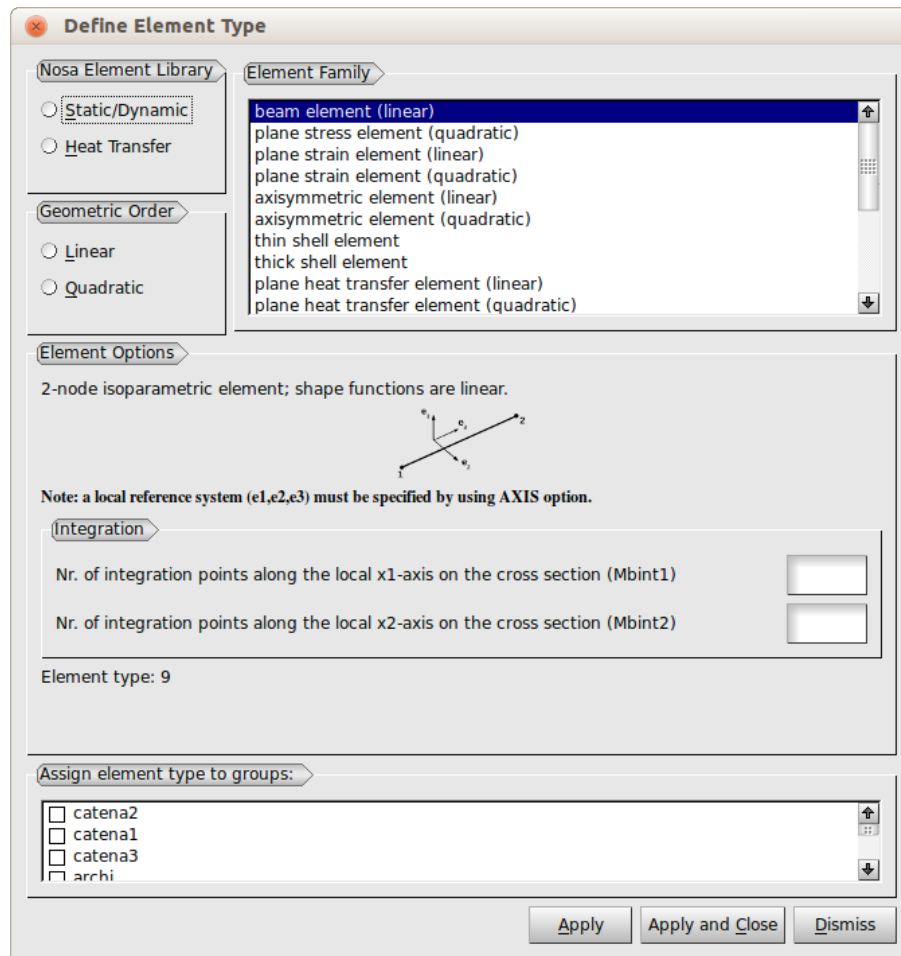 Define Element Type
Nosa Element Library
Static/Dynamic
Heat Transfer
Element Family
beam element (linear)
plane stress element (quadratic)
plane strain element (linear)
plane strain element (quadratic)
axisymmetric element (linear)
axisymmetric element (quadratic)
thin shell element
thick shell element
plane heat transfer element (linear)
plane heat transfer element (quadratic)
Geometric Order
Linear
Quadratic
Element Options
2-node isoparametric element; shape functions are linear.
1
2
Note: a local reference system (e1,e2,e3) must be specified by using AXIS option.
Integration
Nr. of integration points along the local x1-axis on the cross section (Mbint1)
Nr. of integration points along the local x2-axis on the cross section (Mbint2)
Element type: 9
Assign element type to groups:
catena2
catena1
catena3
archi
Apply
Apply and Close
Dismiss